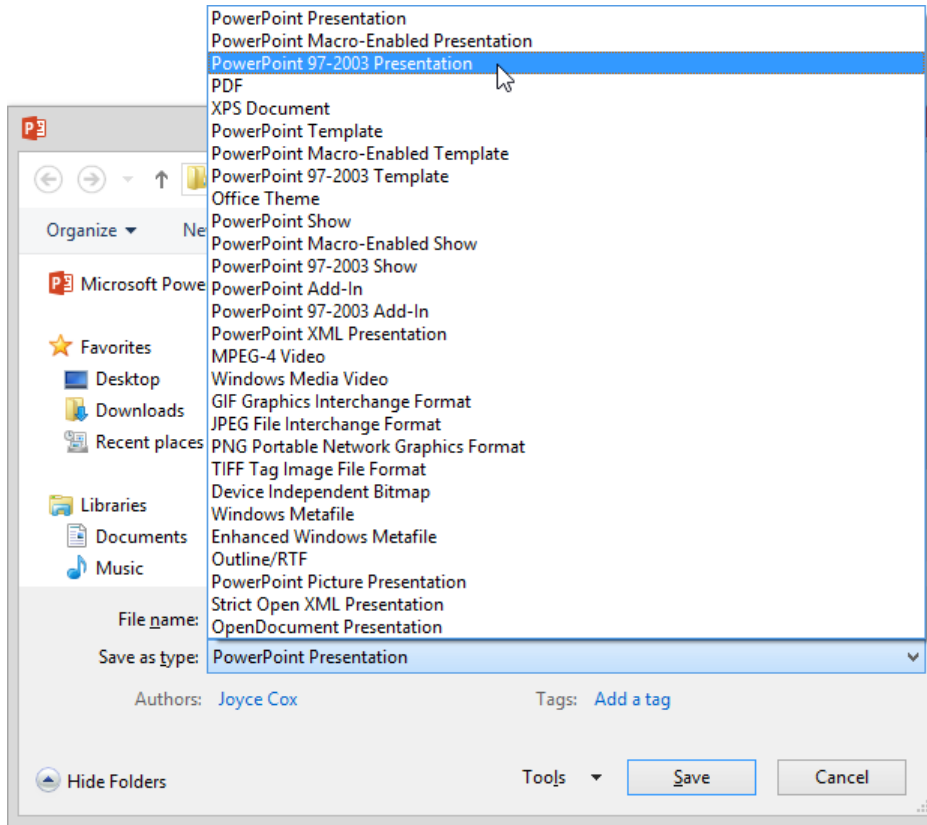 PowerPoint Presentation
PowerPoint Macro-Enabled Presentation
PowerPoint 97-2003 Presentation
PDF
XPS Document
PowerPoint Template
PowerPoint Macro-Enabled Template
PowerPoint 97-2003 Template
Office Theme
PowerPoint Show
PowerPoint Macro-Enabled Show
PowerPoint 97-2003 Show
PowerPoint Add-In
PowerPoint 97-2003 Add-In
PowerPoint XML Presentation
MPEG-4 Video
Windows Media Video
GIF Graphics Interchange Format
JPEG File Interchange Format
PNG Portable Network Graphics Format
TIFF Tag Image File Format
Device Independent Bitmap
Windows Metafile
Enhanced Windows Metafile
Outline/RTF
PowerPoint Picture Presentation
Strict Open XML Presentation
OpenDocument Presentation
Organize Ne
Microsoft Powe
Favorites
Desktop
Downloads
Recent places
Libraries
Documents
Music
File name:
Save as type: PowerPoint Presentation
Authors: Joyce Cox Tags: Add a tag
Hide Folders Tools Save Cancel